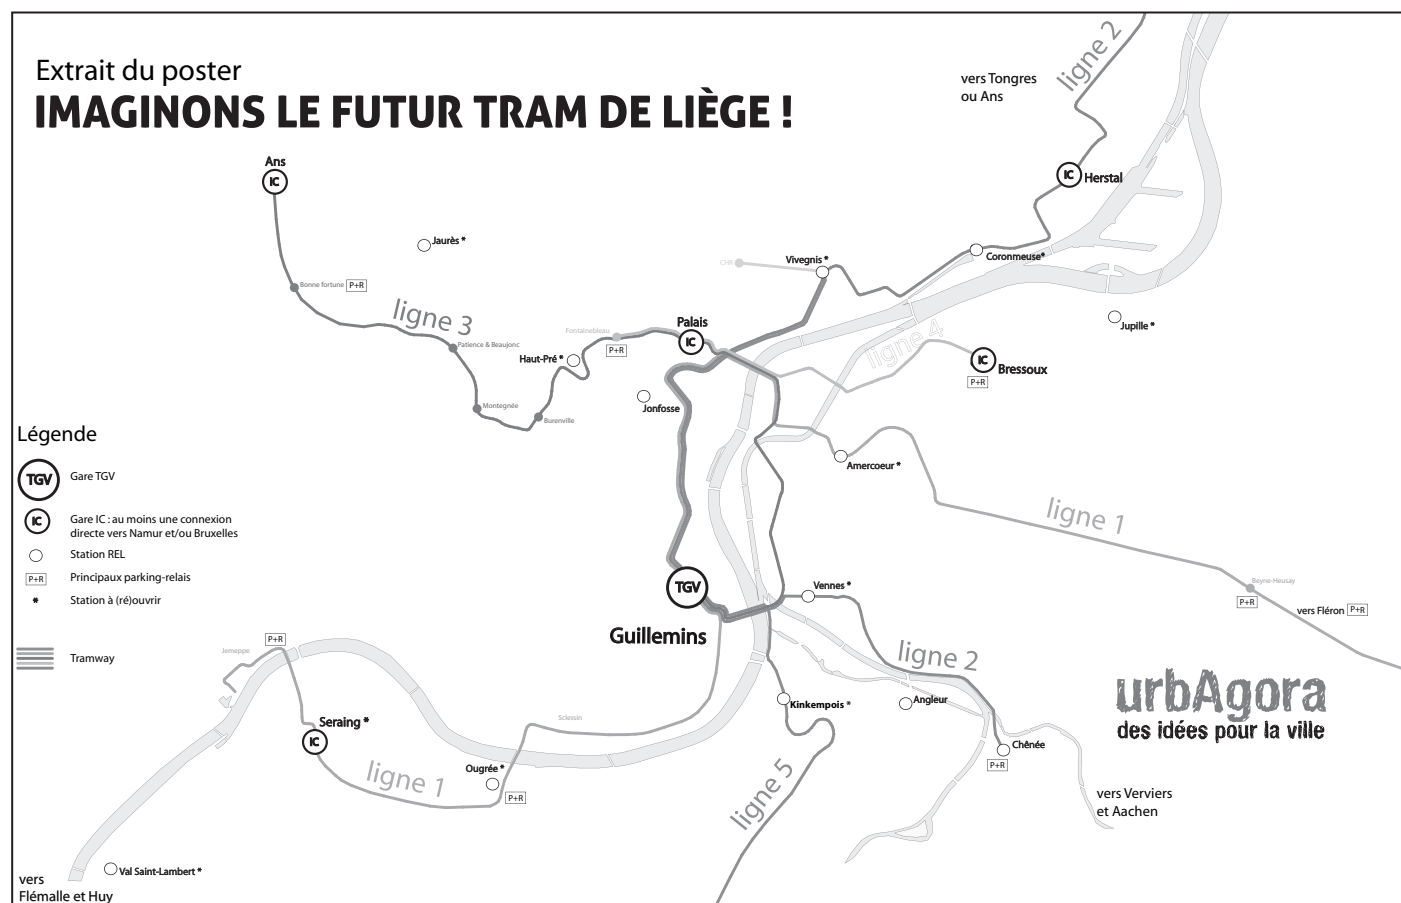 Extrait du poster
IMAGINONS LE FUTUR TRAM DE LIÈGE !
vers Tongres
ou Ans
ligne 2
Ans
IC
IC Herstal
Jaurès *
CHR
Vivegnis *
Coronmeuse*
Bonne fortune P+R
ligne 3
Palais
IC
Fontainebleau
P+R
Jupille *
ligne 4
Patience & Beaujonc
Haut-Pré *
IC
Bressoux
P+R
Montegnée
Burenville
Jonfosse
Légende
TGV Gare TGV
IC Gare IC : au moins une connexion
directe vers Namur et/ou Bruxelles
Station REL
P+R Principaux parking-relais
* Station à (ré)ouvrir
Tramway
Amercoeur *
ligne 1
TGV
Guillemins
Vennes *
Beyne-Heusay
P+R
vers Fléron P+R
P+R
Jemeppe
ligne 2
Angleur
Kinkempois *
urbAgora
des idées pour la ville
Seraing *
IC
Sclessin
Chênée
P+R
ligne 1
Ougrée *
P+R
ligne 5
vers Verviers
et Aachen
Val Saint-Lambert *
vers
Flémalle et Huy